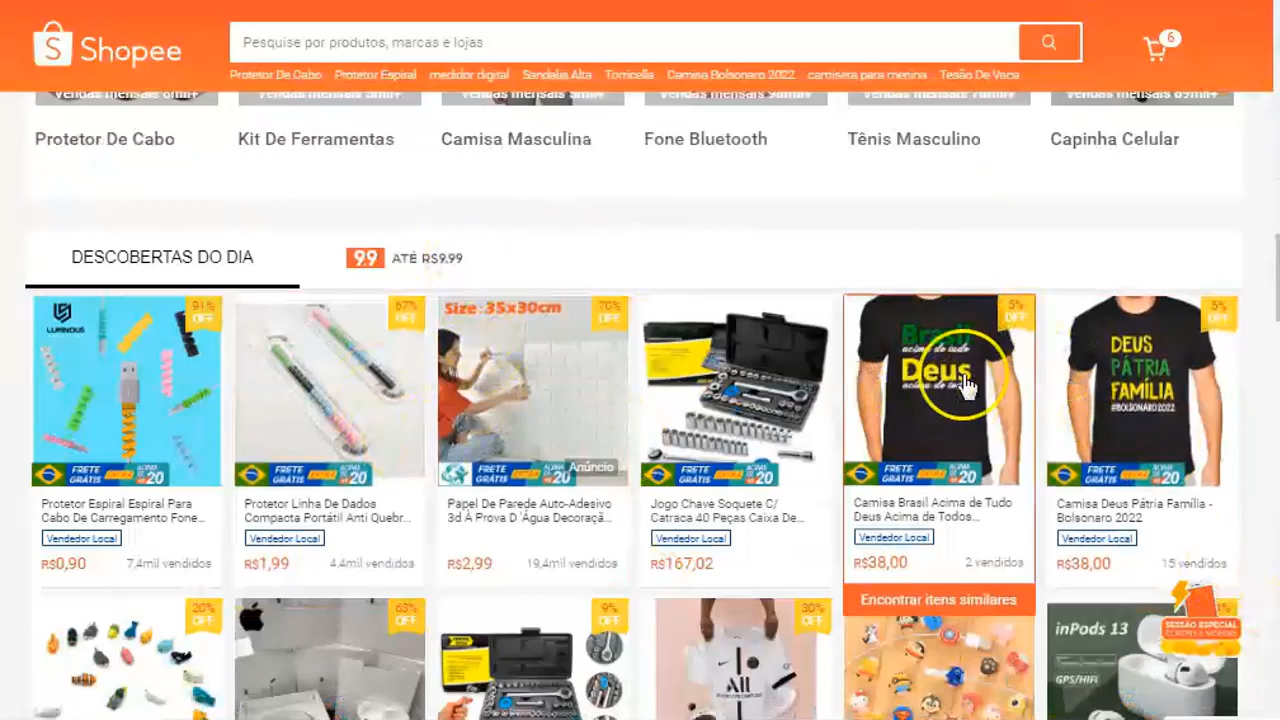 Shopee
Pesquise por produtos, marcas e lojas
6
Protetor De Cabo Protetor Espiral medidor digital Sandalia Alta Torricella Camisa Bolsonaro 2022 camiseta para menina Tesão De Vaca
Vendas mensais
Vendas mensais
Vendas mensais
Vendas mensais
Vendas mensais
Vendas mensais
Protetor De Cabo
Kit De Ferramentas
Camisa Masculina
Fone Bluetooth
Tênis Masculino
Capinha Celular
DESCOBERTAS DO DIA
9.9 ATÉ R$9.99
LUMINOUS
91%
OFF
67%
OFF
Size:35x30cm
70%
OFF
Brasil
acima de tudo
Deus
acima de
5%
OFF
DEUS
PÁTRIA
FAMÍLIA
#BOLSONARO2022
5%
OFF
FRETE GRÁTIS ACIMA DE 20
FRETE GRÁTIS ACIMA DE 20
FRETE GRÁTIS ACIMA DE 20
Anúncio
FRETE GRÁTIS ACIMA DE 20
FRETE GRÁTIS ACIMA DE 20
FRETE GRÁTIS ACIMA DE 20
Protetor Espiral Espiral Para
Cabo De Carregamento Fone...
Vendedor Local
R$0,90 7,4mil vendidos
Protetor Linha De Dados
Compacta Portátil Anti Quebr...
Vendedor Local
R$1,99 4,4mil vendidos
Papel De Parede Auto-Adesivo
3d À Prova D 'Água Decoraçã...
R$2,99 19,4mil vendidos
Jogo Chave Soquete C/
Catraca 40 Peças Caixa De...
Vendedor Local
R$167,02
Camisa Brasil Acima de Tudo
Deus Acima de Todos...
Vendedor Local
R$38,00 2 vendidos
Camisa Deus Pátria Família -
Bolsonaro 2022
Vendedor Local
R$38,00 15 vendidos
Encontrar itens similares
20%
OFF
63%
OFF
9%
OFF
30%
OFF
All
inPods 13
GPS/HIFI
SESSÃO ESPECIAL